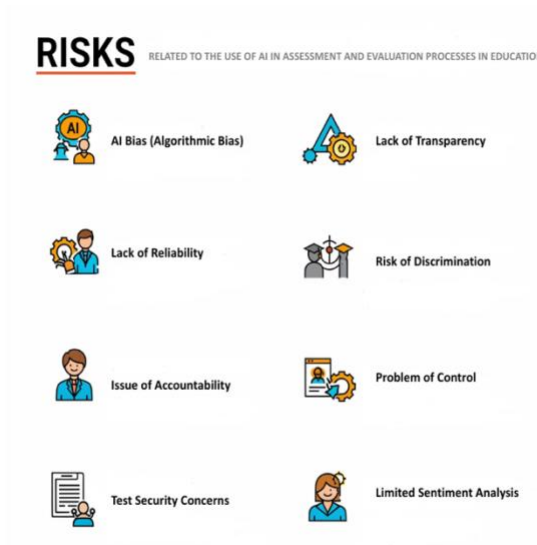 RISKS
RELATED TO THE USE OF AI IN ASSESSMENT AND EVALUATION PROCESSES IN EDUCATIO
AI
AI Bias (Algorithmic Bias)
Lack of Transparency
Lack of Reliability
Risk of Discrimination
Issue of Accountability
Problem of Control
Test Security Concerns
Limited Sentiment Analysis